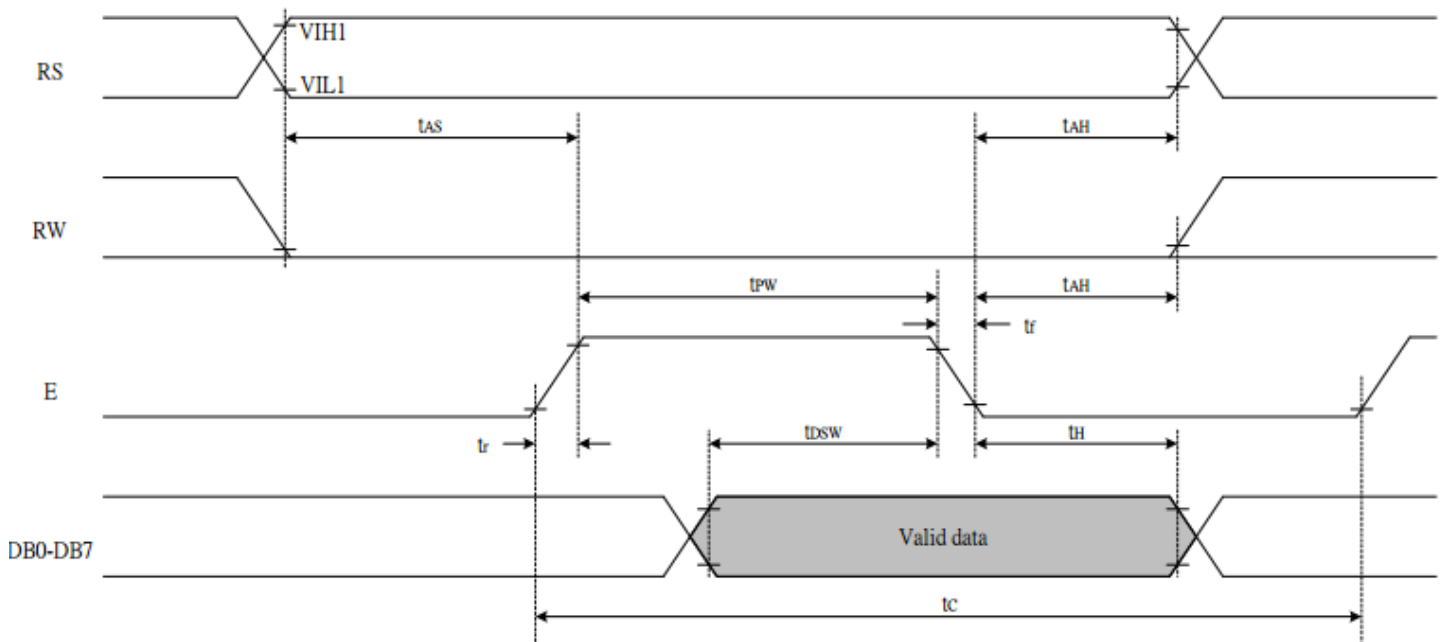 VIH1
RS
VIL1
tAS
tAH
RW
tPW
tAH
tf
E
tr
tDSW
tH
DB0-DB7
Valid data
tC